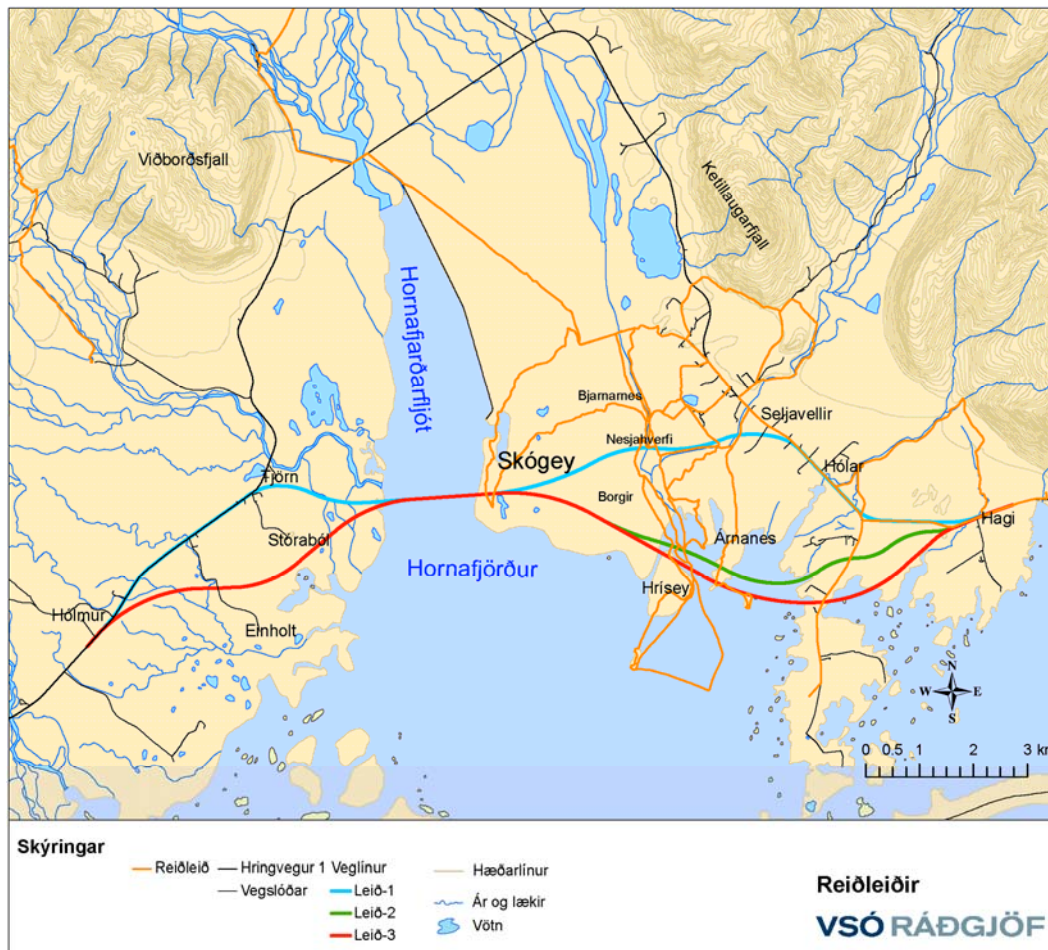 Viðborðsfjall
Ketillaugarfjall
Hornafjarðarfljót
Bjarnarnes
Seljavellir
Nesjahverfi
Skógey
Hólar
Tjörn
Borgir
Hagi
Stóraból
Árnanes
Hornafjörður
Hrísey
Hólmur
Einholt
N
W E
S
0 0.5 1 2 3 km
Skýringar
Reiðleið Hringvegur 1 Veglínur Hæðarlínur
Vegslóðar Leið-1 Ár og lækir
Leið-2 Vötn
Leið-3
Reiðleiðir
VSÓ RÁÐGJÖF